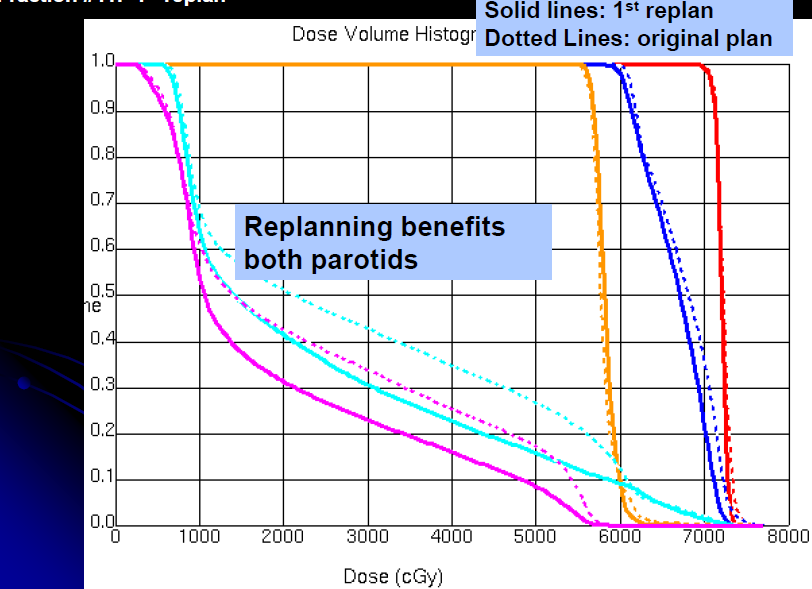 Solid lines: 1st replan
Dotted Lines: original plan
Dose Volume
1.0
0.9
0.8
0.7
0.6
0.5
0.4
0.3
0.2
0.1
0.0
Replanning benefits
both parotids
0 1000 2000 3000 4000 5000 6000 7000 8000
Dose (cGy)